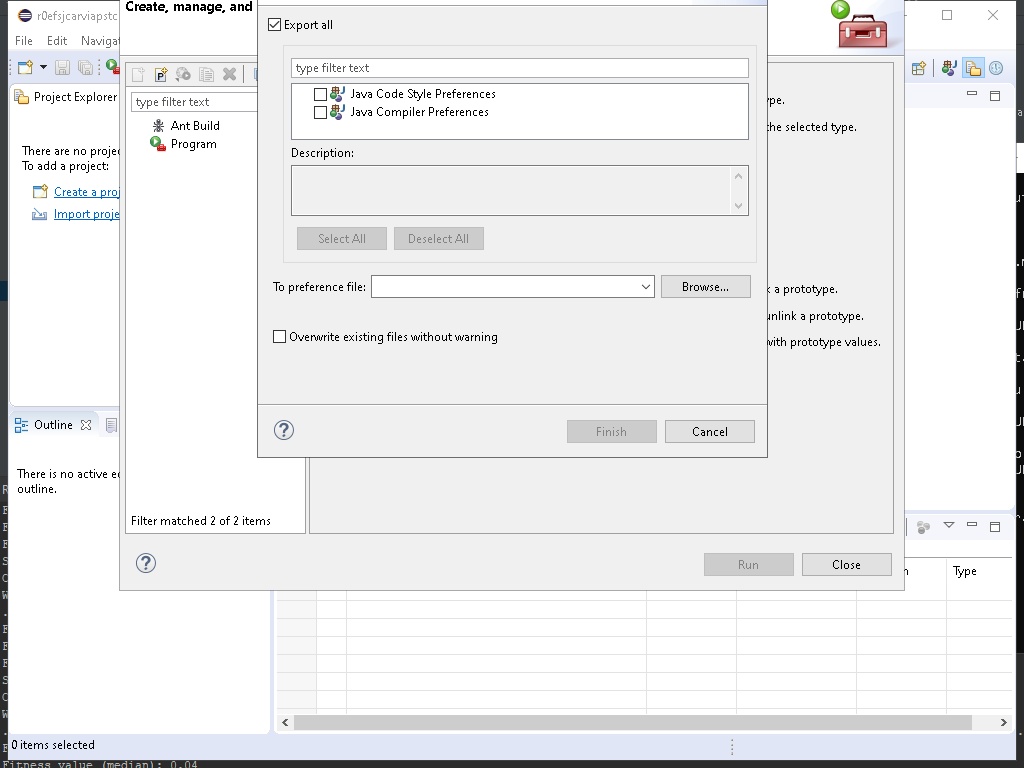 r0efsjcarviapstc
Create, manage, and
File Edit Navigat
Export all
type filter text
Java Code Style Preferences
Java Compiler Preferences
Description:
Select All Deselect All
To preference file: Browse...
Overwrite existing files without warning
Finish Cancel
Project Explorer
type filter text
Ant Build
Program
There are no projec
To add a project:
Create a proj
Import proje
ype.
he selected type.
k a prototype.
unlink a prototype.
with prototype values.
Outline
There is no active ed
outline.
Filter matched 2 of 2 items
Run Close
n Type
0 items selected
Fitness value (median): 0.04